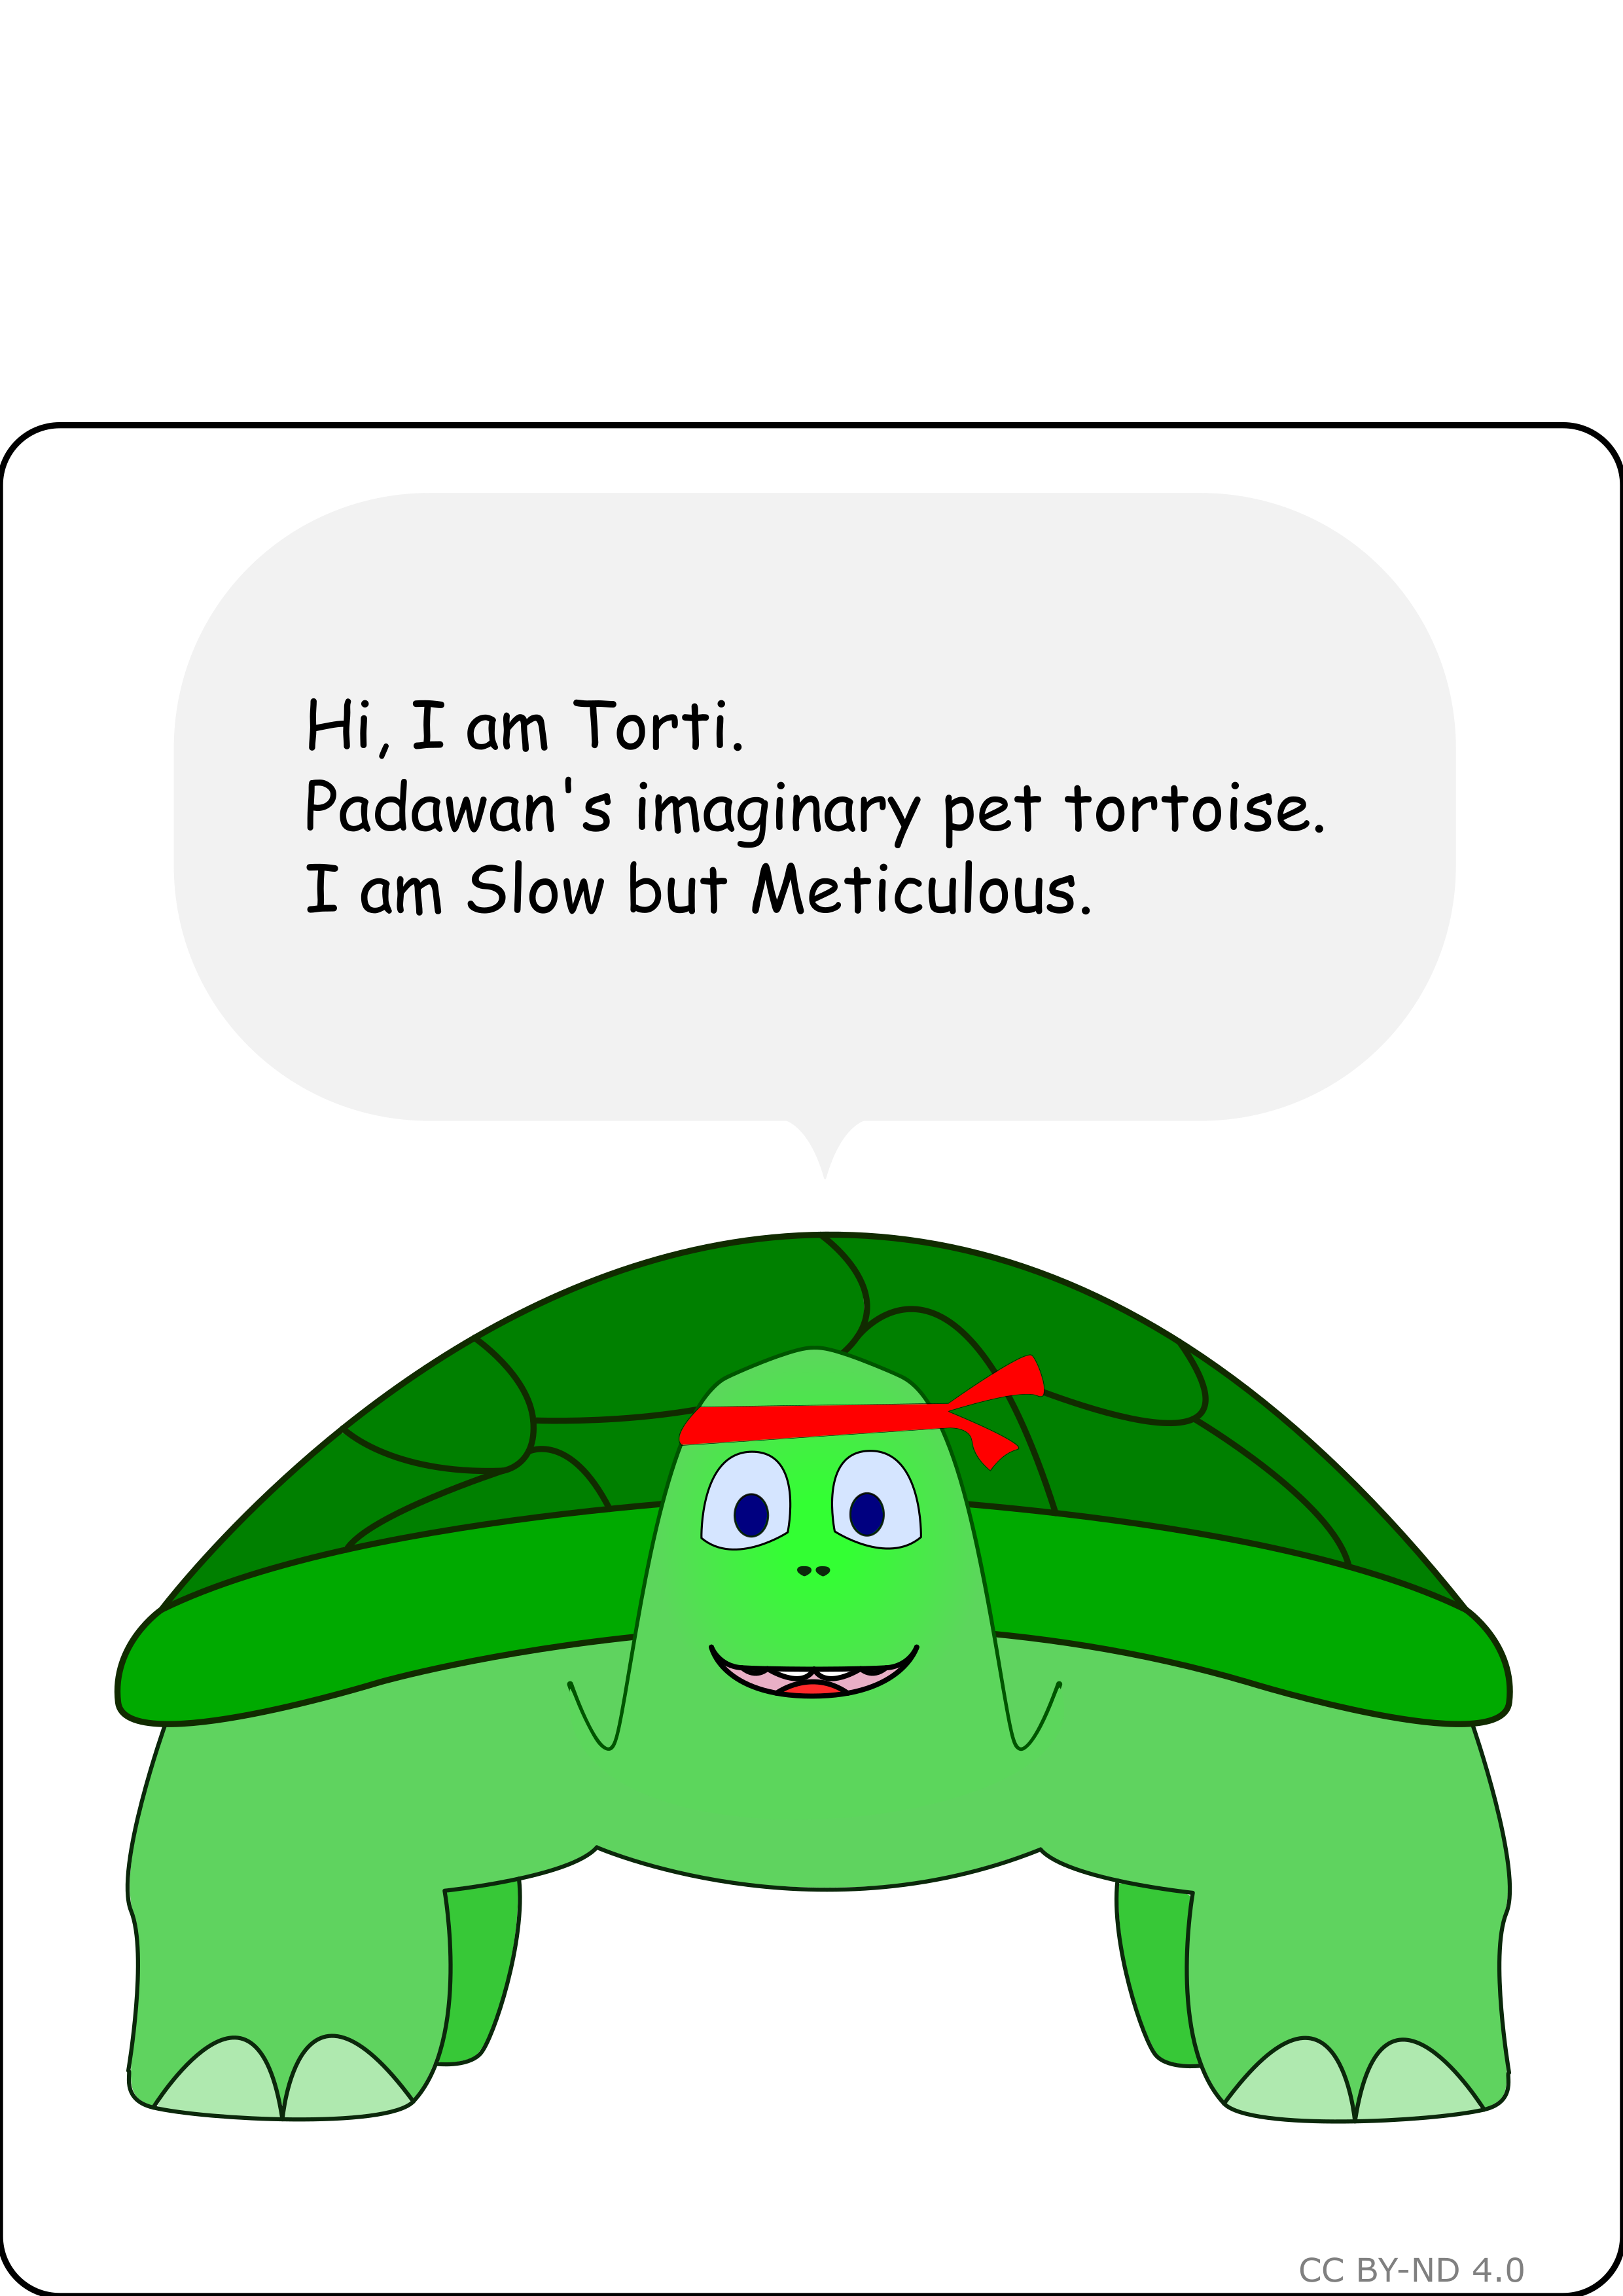 Hi, I am Torti.
Padawan's imaginary pet tortoise.
I am Slow but Meticulous.
CC BY-ND 4.0